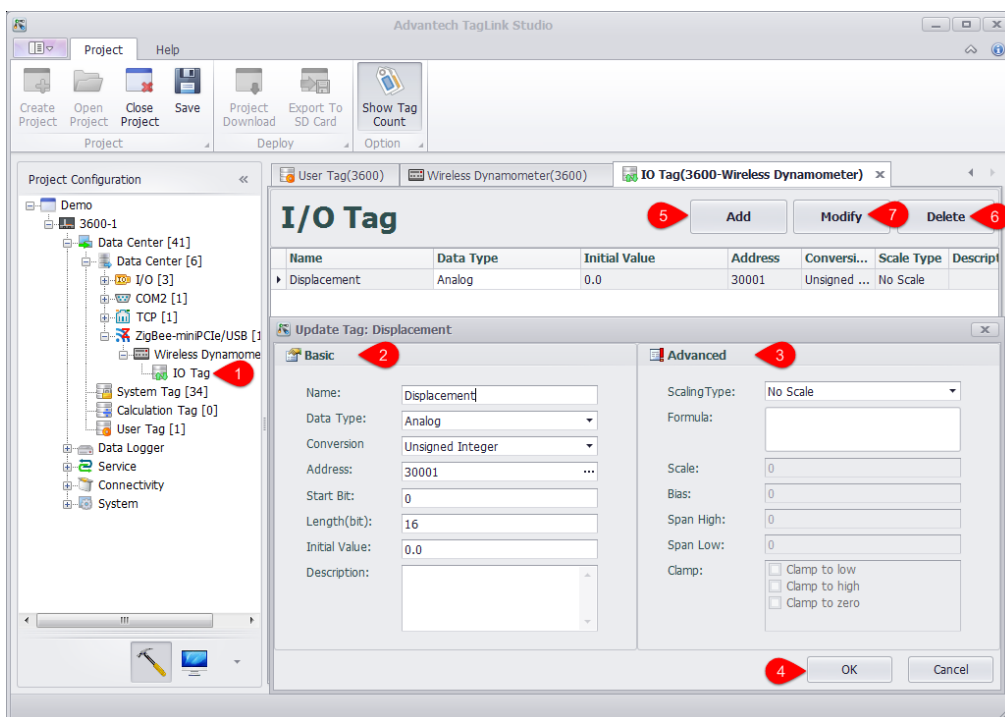 Advantech TagLink Studio
Project Help
Create Project
Open Project
Close Project
Save
Project Download
Export To SD Card
Show Tag Count
Project
Deploy
Option
Project Configuration
Demo
3600-1
Data Center [41]
Data Center [6]
I/O [3]
COM2 [1]
TCP [1]
ZigBee-miniPCIe/USB [1
Wireless Dynamome
IO Tag
1
System Tag [34]
Calculation Tag [0]
User Tag [1]
Data Logger
Service
Connectivity
System
User Tag(3600) Wireless Dynamometer(3600) IO Tag(3600-Wireless Dynamometer)
I/O Tag
5 Add Modify 7 Delete 6
Name Data Type Initial Value Address Conversi... Scale Type Descript
Displacement Analog 0.0 30001 Unsigned ... No Scale
Update Tag: Displacement
Basic 2
Name: Displacement
Data Type: Analog
Conversion Unsigned Integer
Address: 30001 ...
Start Bit: 0
Length(bit): 16
Initial Value: 0.0
Description:
Advanced 3
ScalingType: No Scale
Formula:
Scale: 0
Bias: 0
Span High: 0
Span Low: 0
Clamp: Clamp to low
Clamp to high
Clamp to zero
4 OK Cancel